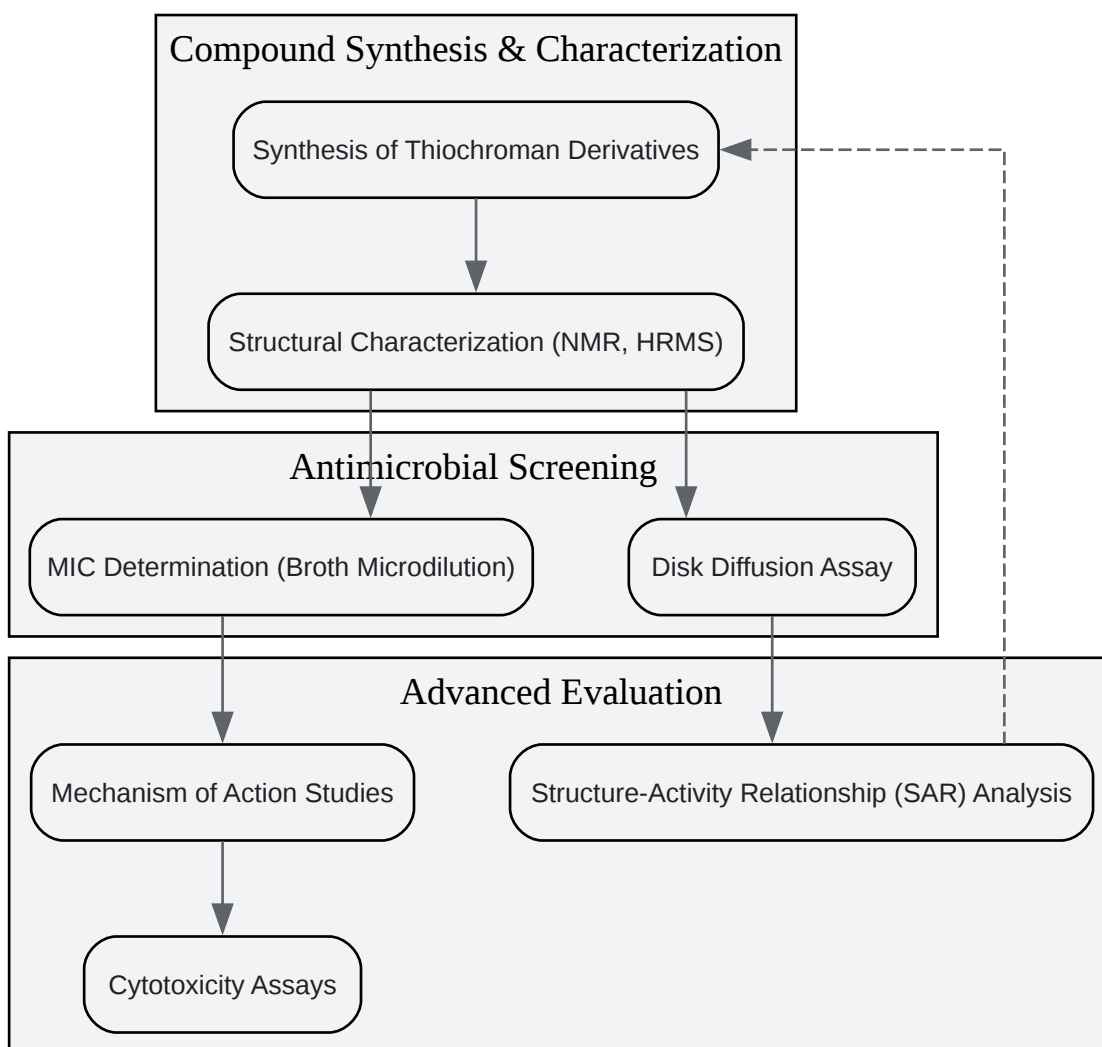 Compound Synthesis & Characterization
Synthesis of Thiochroman Derivatives
Structural Characterization (NMR, HRMS)
Antimicrobial Screening
MIC Determination (Broth Microdilution)
Disk Diffusion Assay
Advanced Evaluation
Mechanism of Action Studies
Structure-Activity Relationship (SAR) Analysis
Cytotoxicity Assays